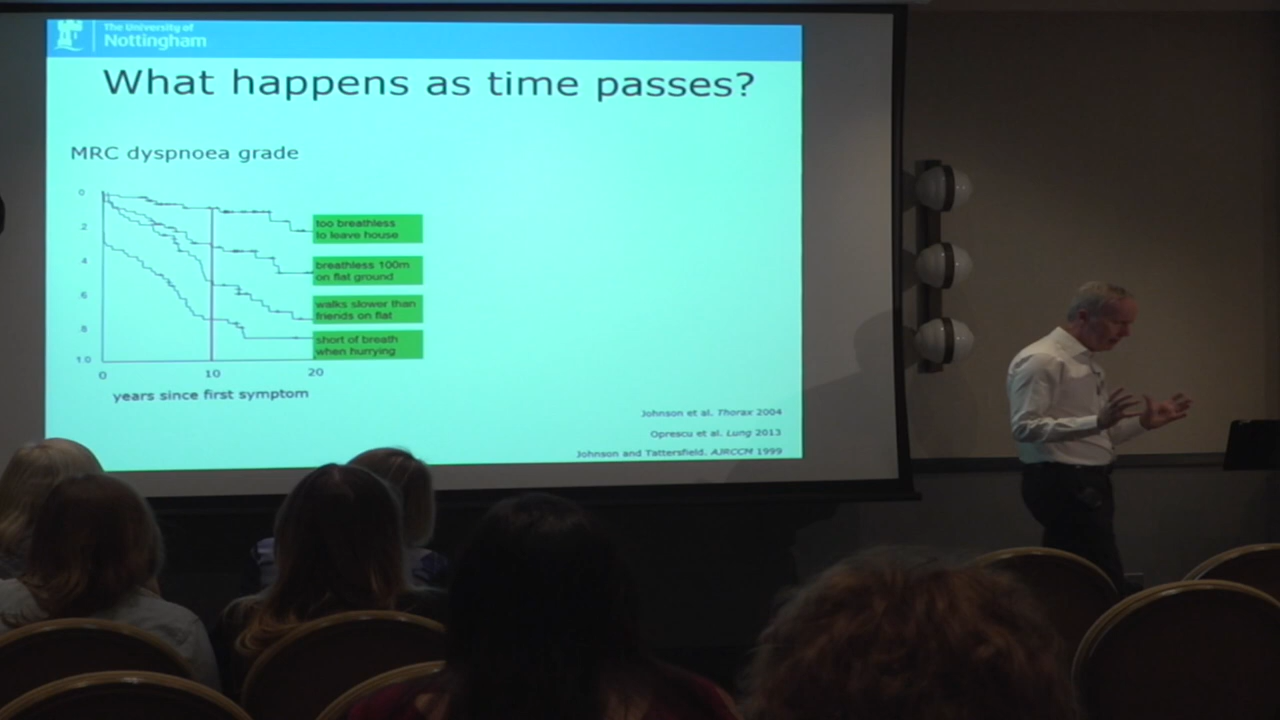 The University of
Nottingham
What happens as time passes?
MRC dyspnoea grade
0
.2
.4
.6
.8
1.0
too breathless
to leave house
breathless 100m
on flat ground
walks slower than
friends on flat
short of breath
when hurrying
0 10 20
years since first symptom
Johnson et al. Thorax 2004
Oprescu et al. Lung 2013
Johnson and Tattersfield. AJRCCM 1999